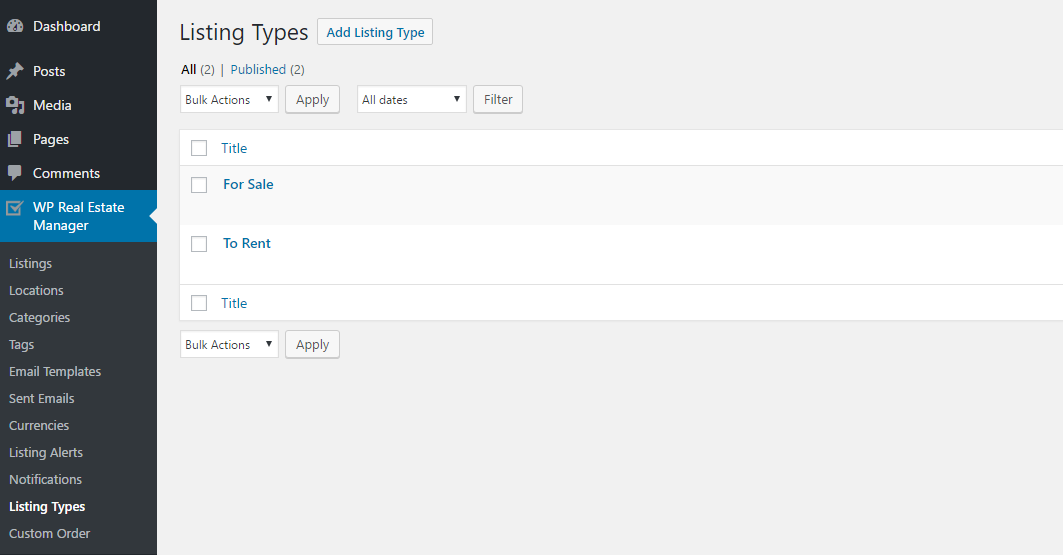 Dashboard
Posts
Media
Pages
Comments
WP Real Estate
Manager
Listings
Locations
Categories
Tags
Email Templates
Sent Emails
Currencies
Listing Alerts
Notifications
Listing Types
Custom Order
Listing Types Add Listing Type
All (2) | Published (2)
Bulk Actions Apply All dates Filter
Title
For Sale
To Rent
Title
Bulk Actions Apply